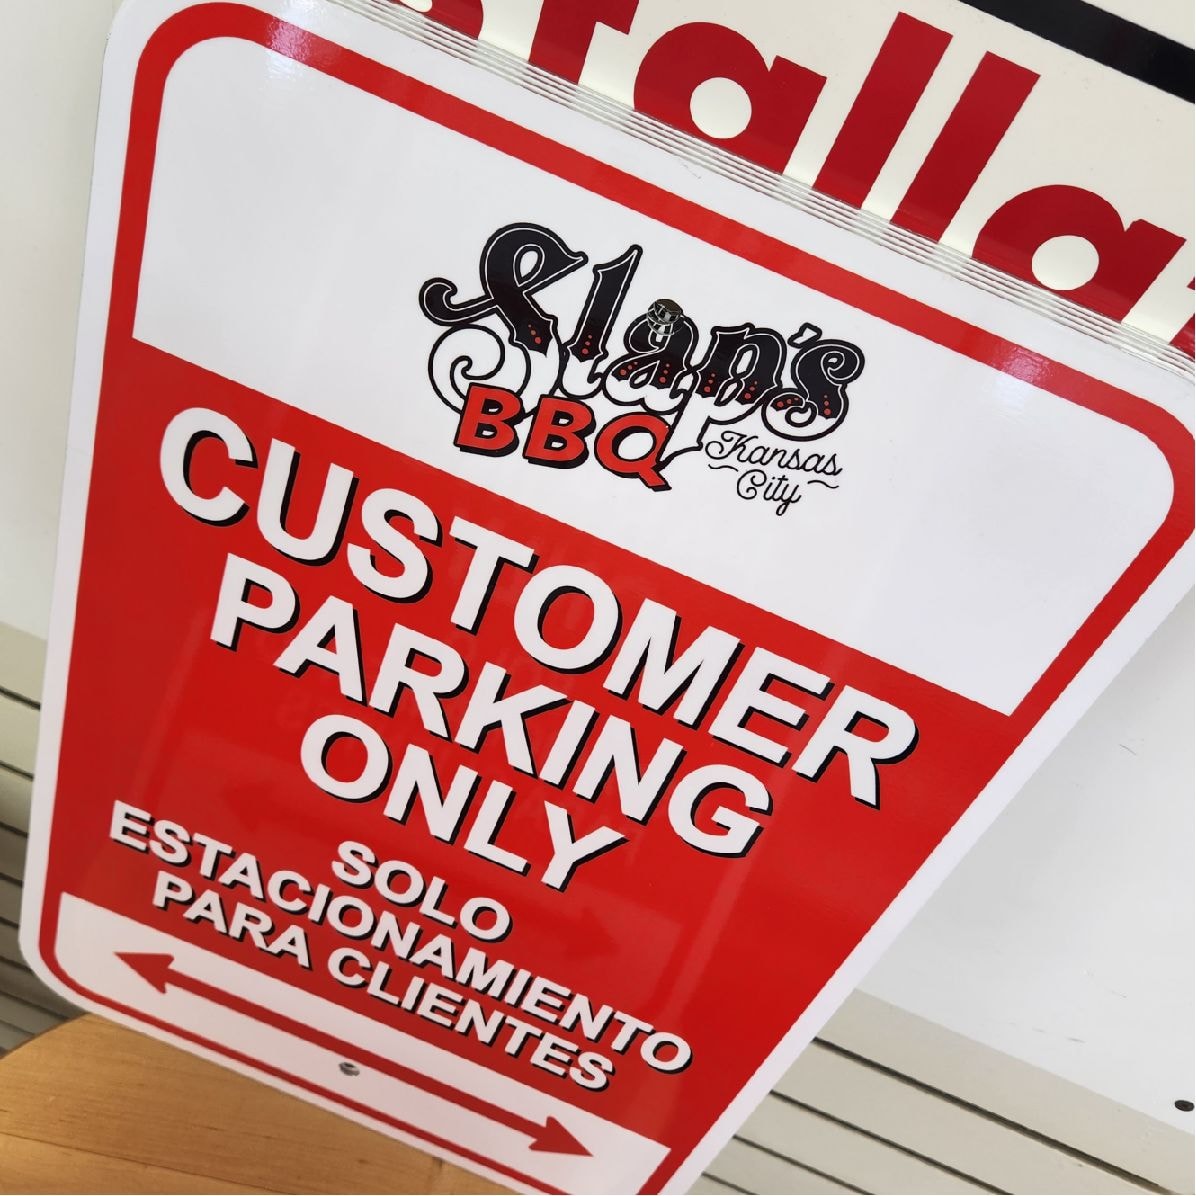 Slap's
BBQ
Kansas
City
CUSTOMER
PARKING
ONLY
SOLO
ESTACIONAMIENTO
PARA CLIENTES